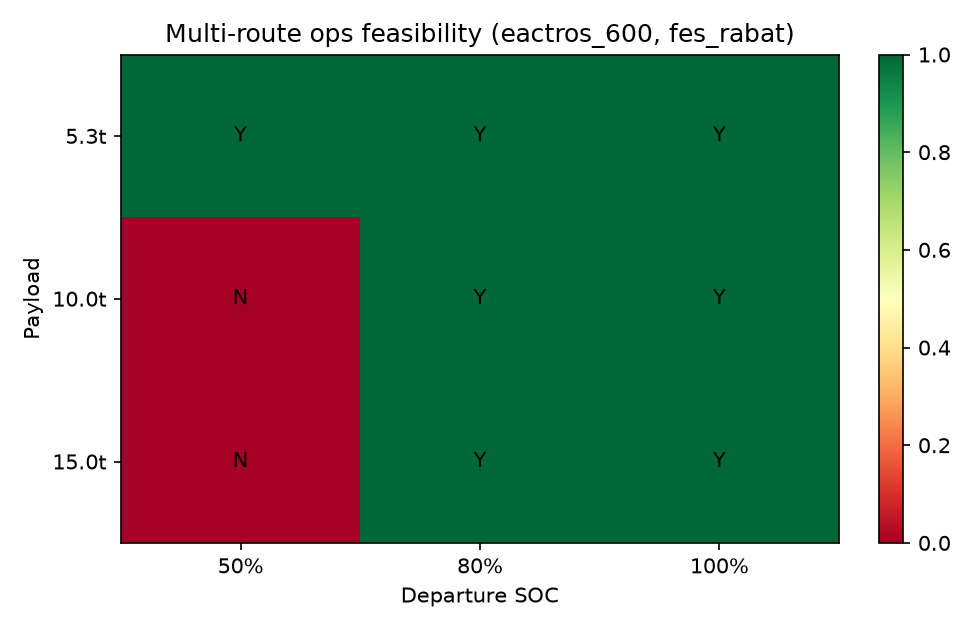 Multi-route ops feasibility (eactros_600, fes_rabat)
Payload
5.3t
10.0t
15.0t
Y Y Y
N Y Y
N Y Y
50% 80% 100%
Departure SOC
1.0
0.8
0.6
0.4
0.2
0.0